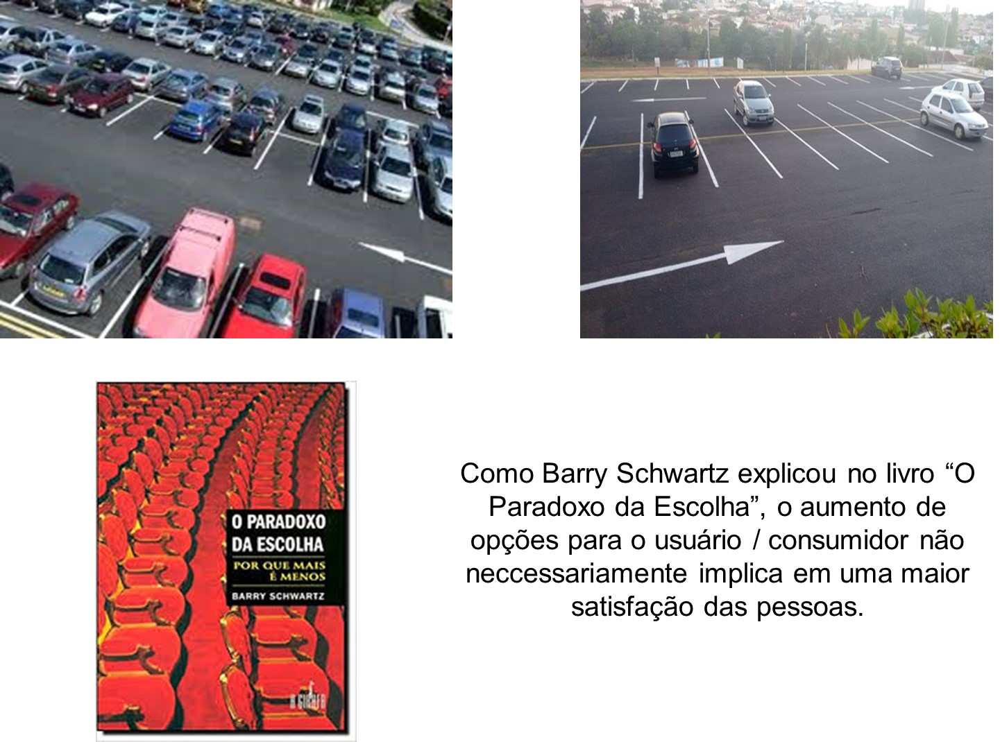 O PARADOXO
DA ESCOLHA
POR QUE MAIS
É MENOS
BARRY SCHWARTZ
Como Barry Schwartz explicou no livro “O
Paradoxo da Escolha”, o aumento de
opções para o usuário / consumidor não
neccessariamente implica em uma maior
satisfação das pessoas.